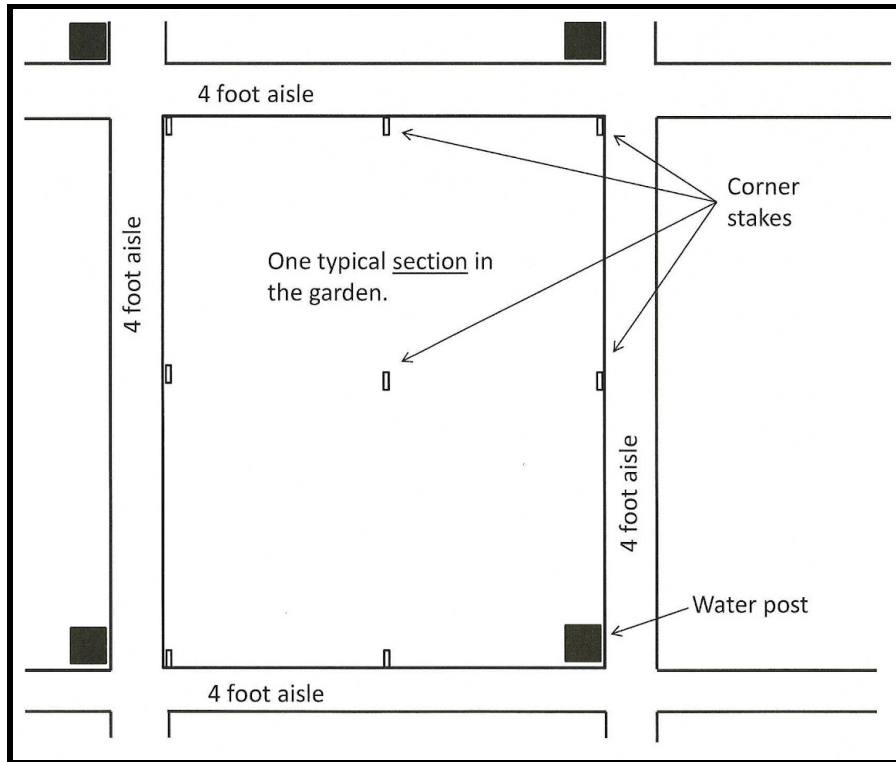 4 foot aisle
Corner
stakes
4 foot aisle
One typical section in
the garden.
4 foot aisle
Water post
4 foot aisle